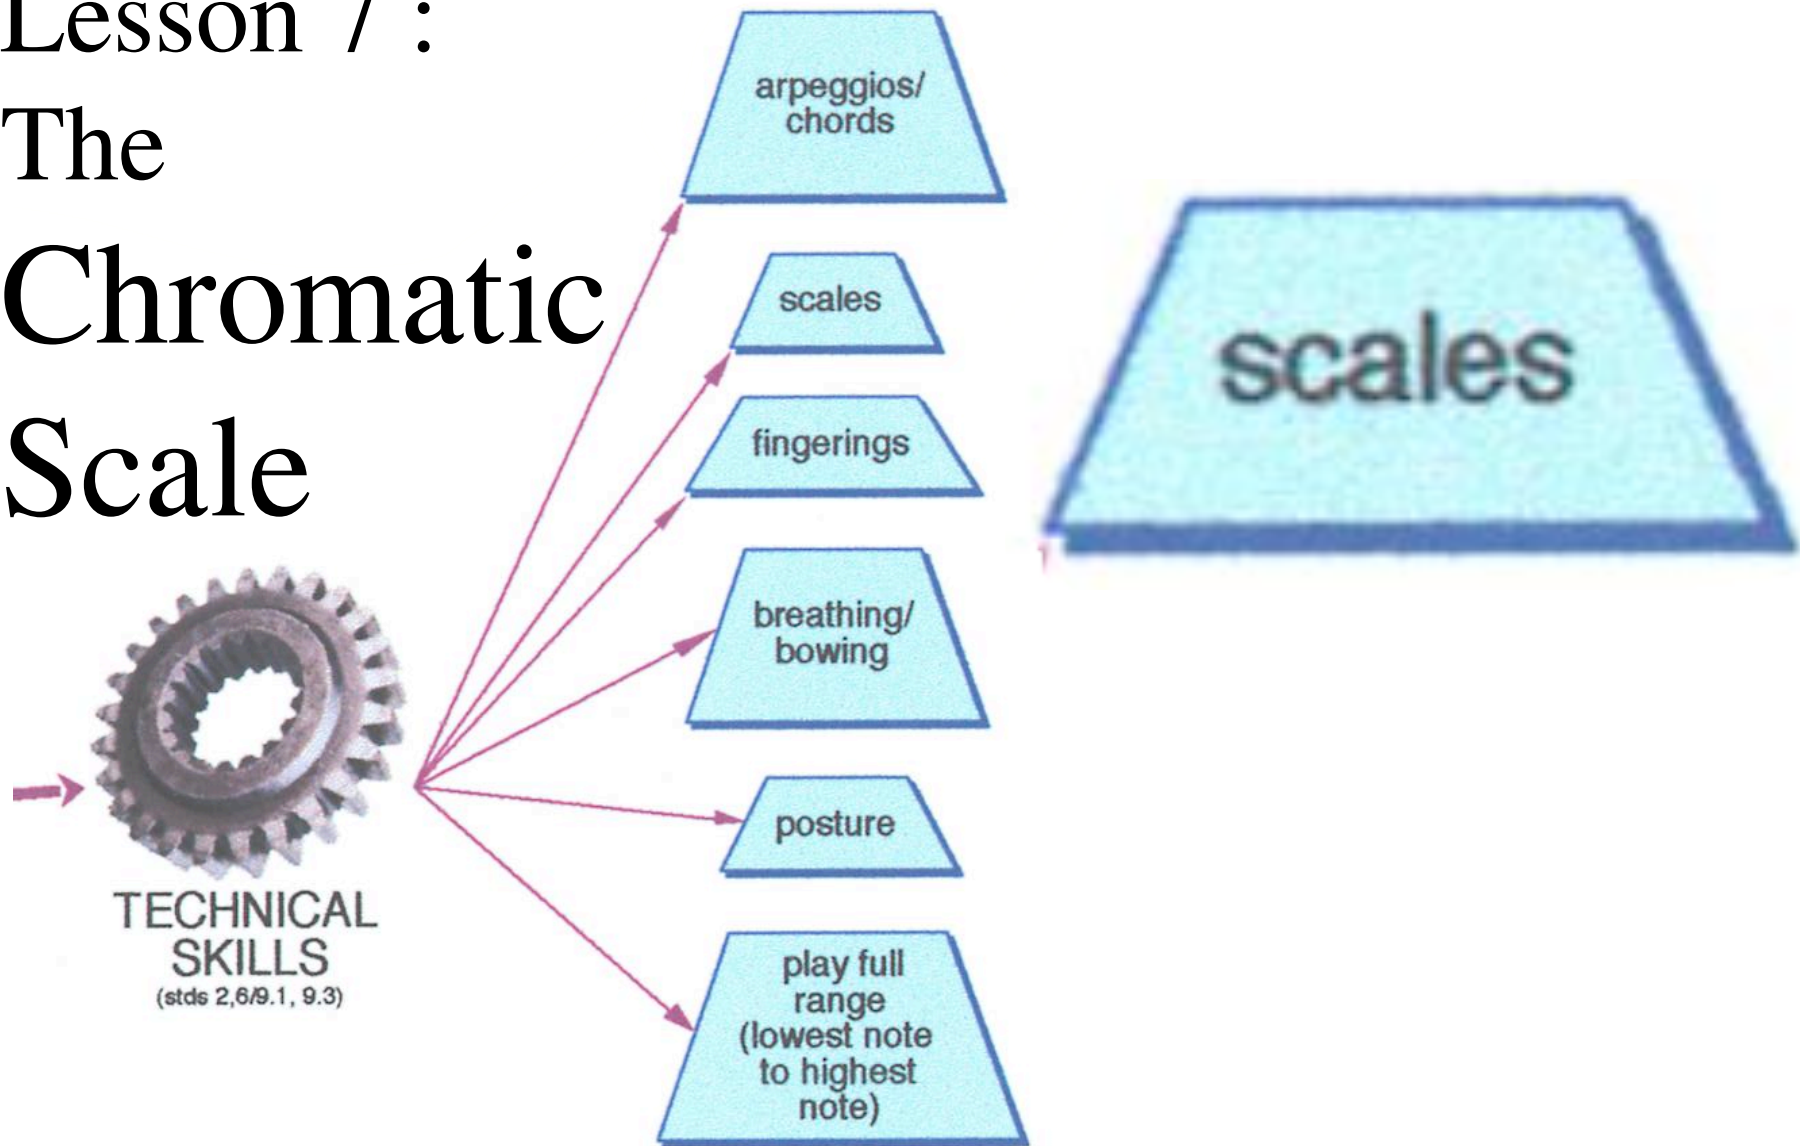 Lesson 7 :
The
Chromatic
Scale
arpeggios/
chords
scales
fingerings
breathing/
bowing
posture
play full
range
(lowest note
to highest
note)
TECHNICAL
SKILLS
(stds 2,6/9.1, 9.3)
scales